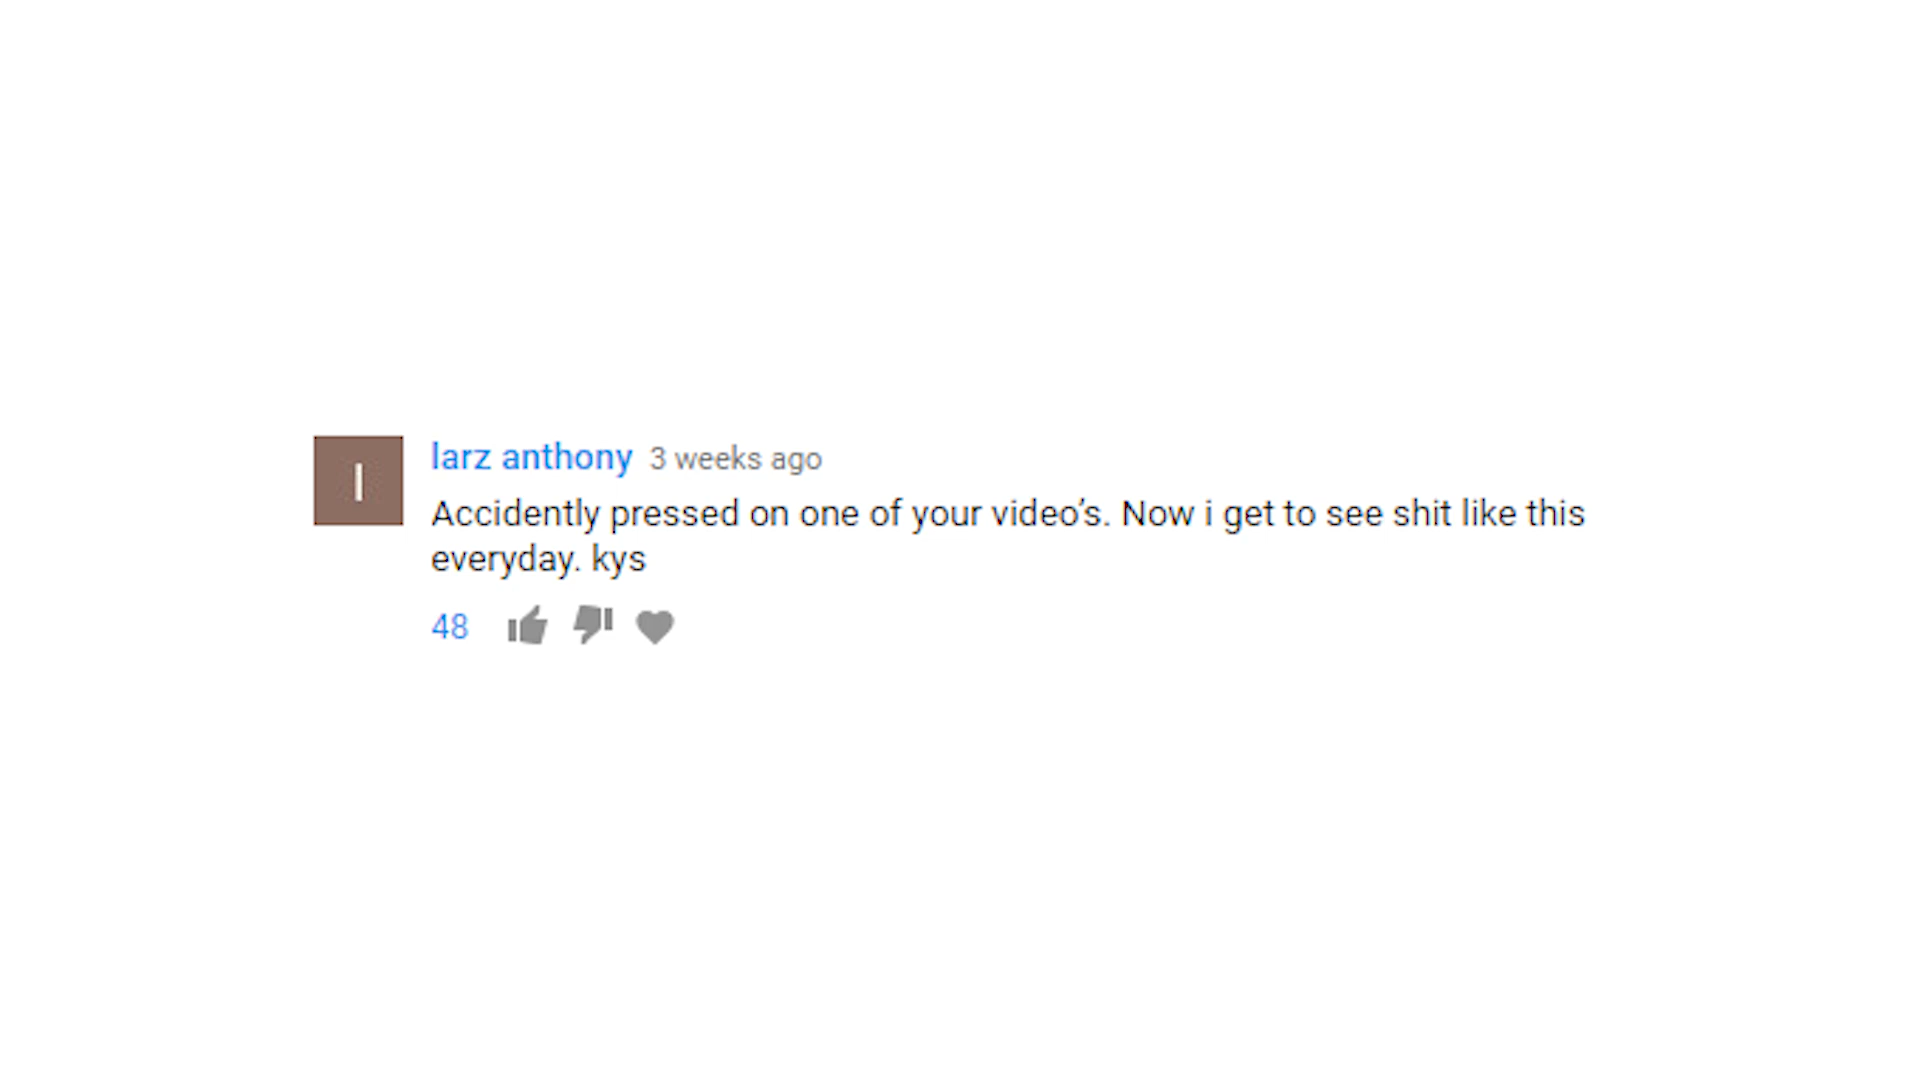 l
larz anthony 3 weeks ago
Accidently pressed on one of your video’s. Now i get to see shit like this
everyday. kys
48